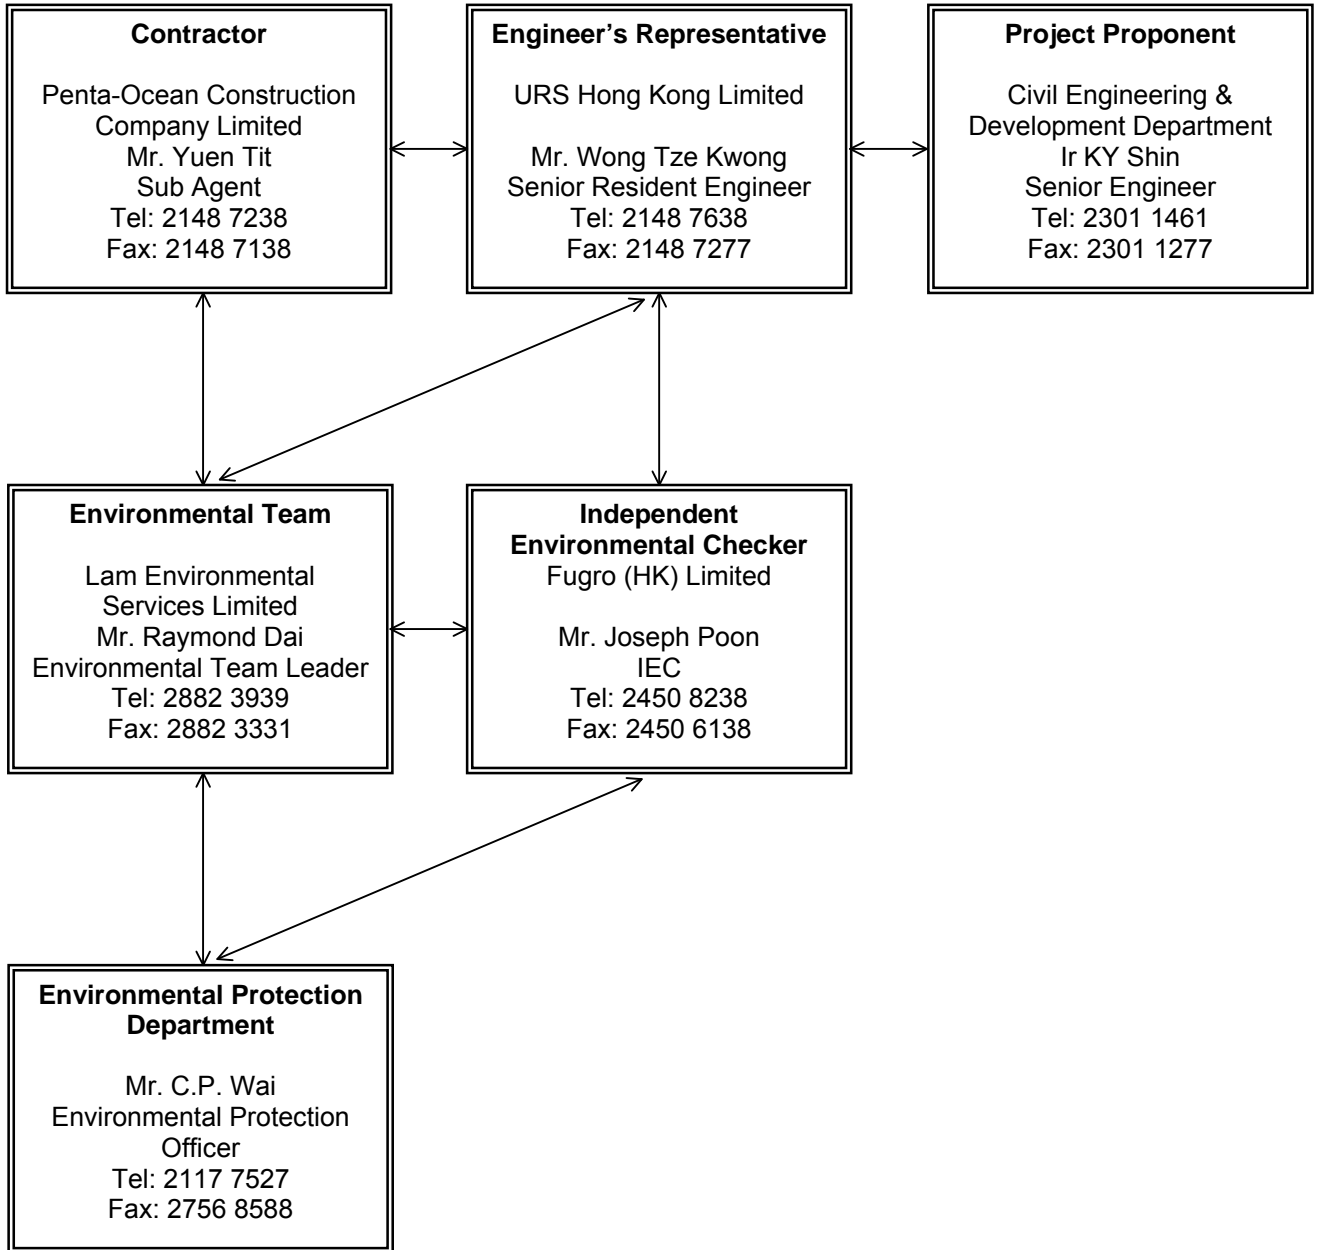 Contractor
Penta-Ocean Construction
Company Limited
Mr. Yuen Tit
Sub Agent
Tel: 2148 7238
Fax: 2148 7138
Engineer's Representative
URS Hong Kong Limited
Mr. Wong Tze Kwong
Senior Resident Engineer
Tel: 2148 7638
Fax: 2148 7277
Project Proponent
Civil Engineering &
Development Department
Ir KY Shin
Senior Engineer
Tel: 2301 1461
Fax: 2301 1277
Environmental Team
Lam Environmental
Services Limited
Mr. Raymond Dai
Environmental Team Leader
Tel: 2882 3939
Fax: 2882 3331
Independent
Environmental Checker
Fugro (HK) Limited
Mr. Joseph Poon
IEC
Tel: 2450 8238
Fax: 2450 6138
Environmental Protection
Department
Mr. C.P. Wai
Environmental Protection
Officer
Tel: 2117 7527
Fax: 2756 8588